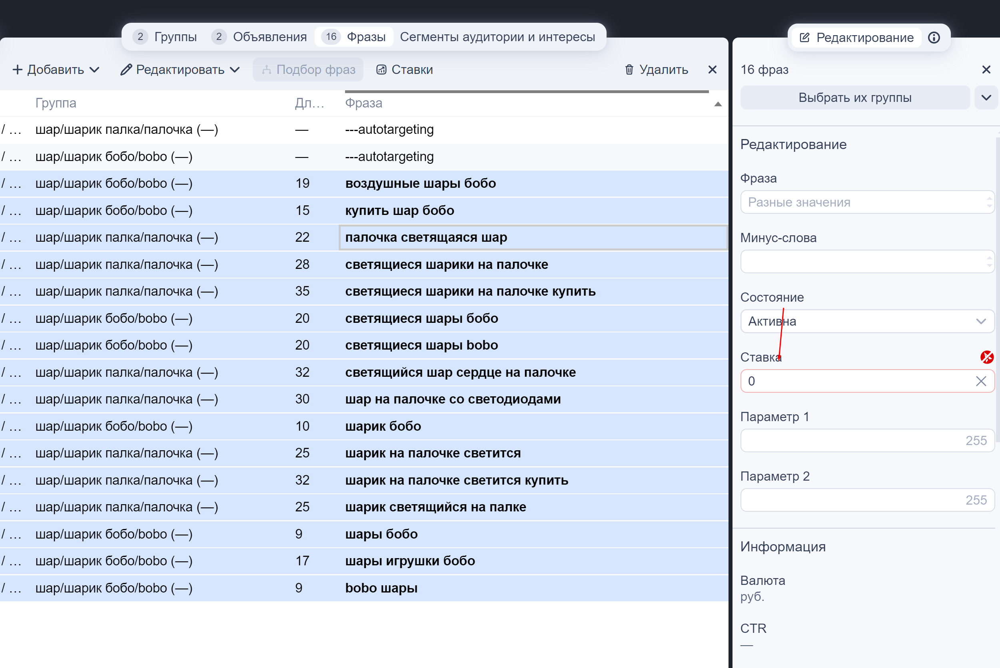 2 Группы 2 Объявления 16 Фразы Сегменты аудитории и интересы
Добавить Редактировать Подбор фраз Ставки Удалить
Группа Дл… Фраза
/ … шар/шарик палка/палочка (—) — ---autotargeting
/ … шар/шарик бобо/bobo (—) — ---autotargeting
/ … шар/шарик бобо/bobo (—) 19 воздушные шары бобо
/ … шар/шарик бобо/bobo (—) 15 купить шар бобо
/ … шар/шарик палка/палочка (—) 22 палочка светящаяся шар
/ … шар/шарик палка/палочка (—) 28 светящиеся шарики на палочке
/ … шар/шарик палка/палочка (—) 35 светящиеся шарики на палочке купить
/ … шар/шарик бобо/bobo (—) 20 светящиеся шары бобо
/ … шар/шарик бобо/bobo (—) 20 светящиеся шары bobo
/ … шар/шарик палка/палочка (—) 32 светящийся шар сердце на палочке
/ … шар/шарик палка/палочка (—) 30 шар на палочке со светодиодами
/ … шар/шарик бобо/bobo (—) 10 шарик бобо
/ … шар/шарик палка/палочка (—) 25 шарик на палочке светится
/ … шар/шарик палка/палочка (—) 32 шарик на палочке светится купить
/ … шар/шарик палка/палочка (—) 25 шарик светящийся на палке
/ … шар/шарик бобо/bobo (—) 9 шары бобо
/ … шар/шарик бобо/bobo (—) 17 шары игрушки бобо
/ … шар/шарик бобо/bobo (—) 9 bobo шары
Редактирование
16 фраз
Выбрать их группы
Редактирование
Фраза
Разные значения
Минус-слова
Состояние
Активна
Ставка
0
Параметр 1
255
Параметр 2
255
Информация
Валюта
руб.
CTR
—